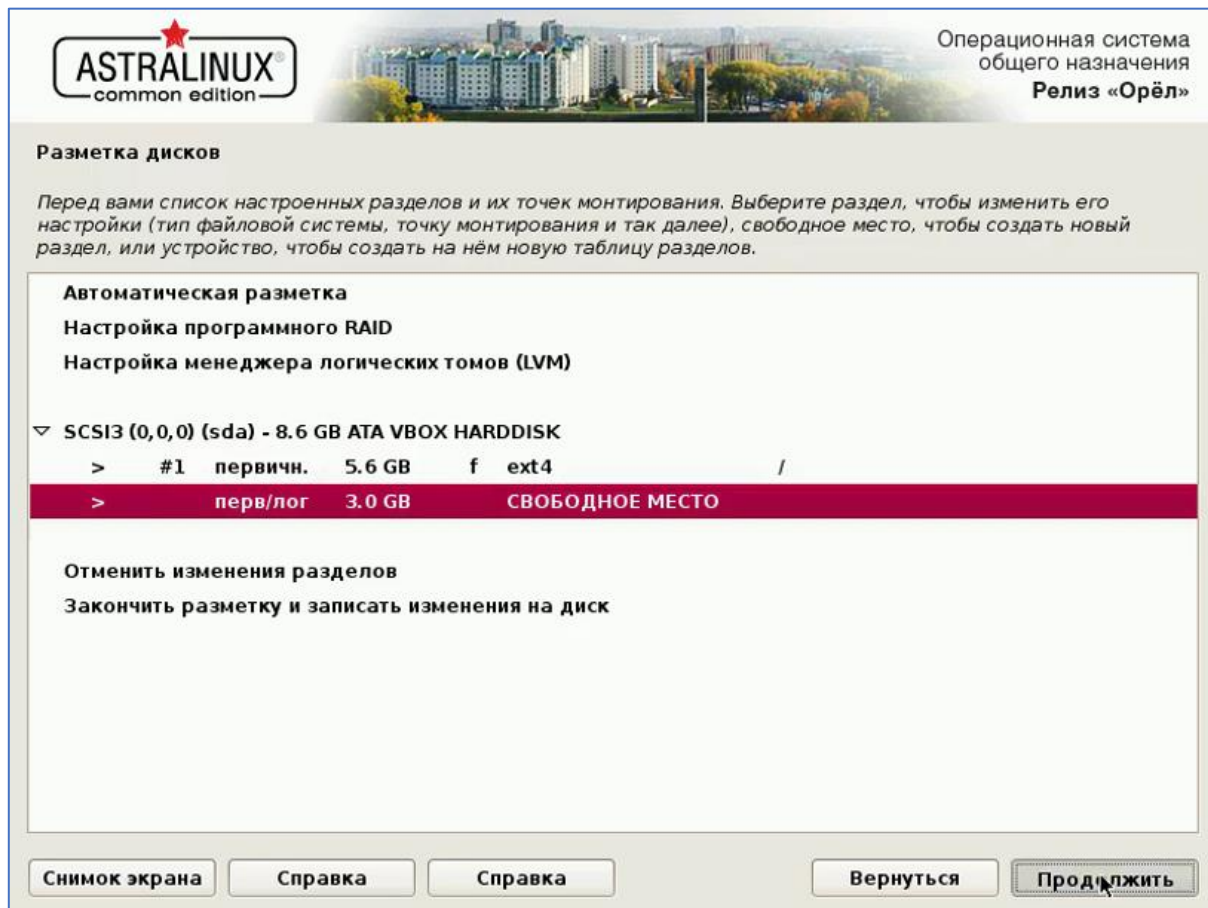 ASTRALINUX®
common edition
Операционная система
общего назначения
Релиз «Орёл»
Разметка дисков
Перед вами список настроенных разделов и их точек монтирования. Выберите раздел, чтобы изменить его
настройки (тип файловой системы, точку монтирования и так далее), свободное место, чтобы создать новый
раздел, или устройство, чтобы создать на нём новую таблицу разделов.
Автоматическая разметка
Настройка программного RAID
Настройка менеджера логических томов (LVM)
SCSI3 (0,0,0) (sda) - 8.6 GB ATA VBOX HARDDISK
> #1 первичн. 5.6 GB f ext4 /
> перв/лог 3.0 GB СВОБОДНОЕ МЕСТО
Отменить изменения разделов
Закончить разметку и записать изменения на диск
Снимок экрана Справка Справка Вернуться Продолжить